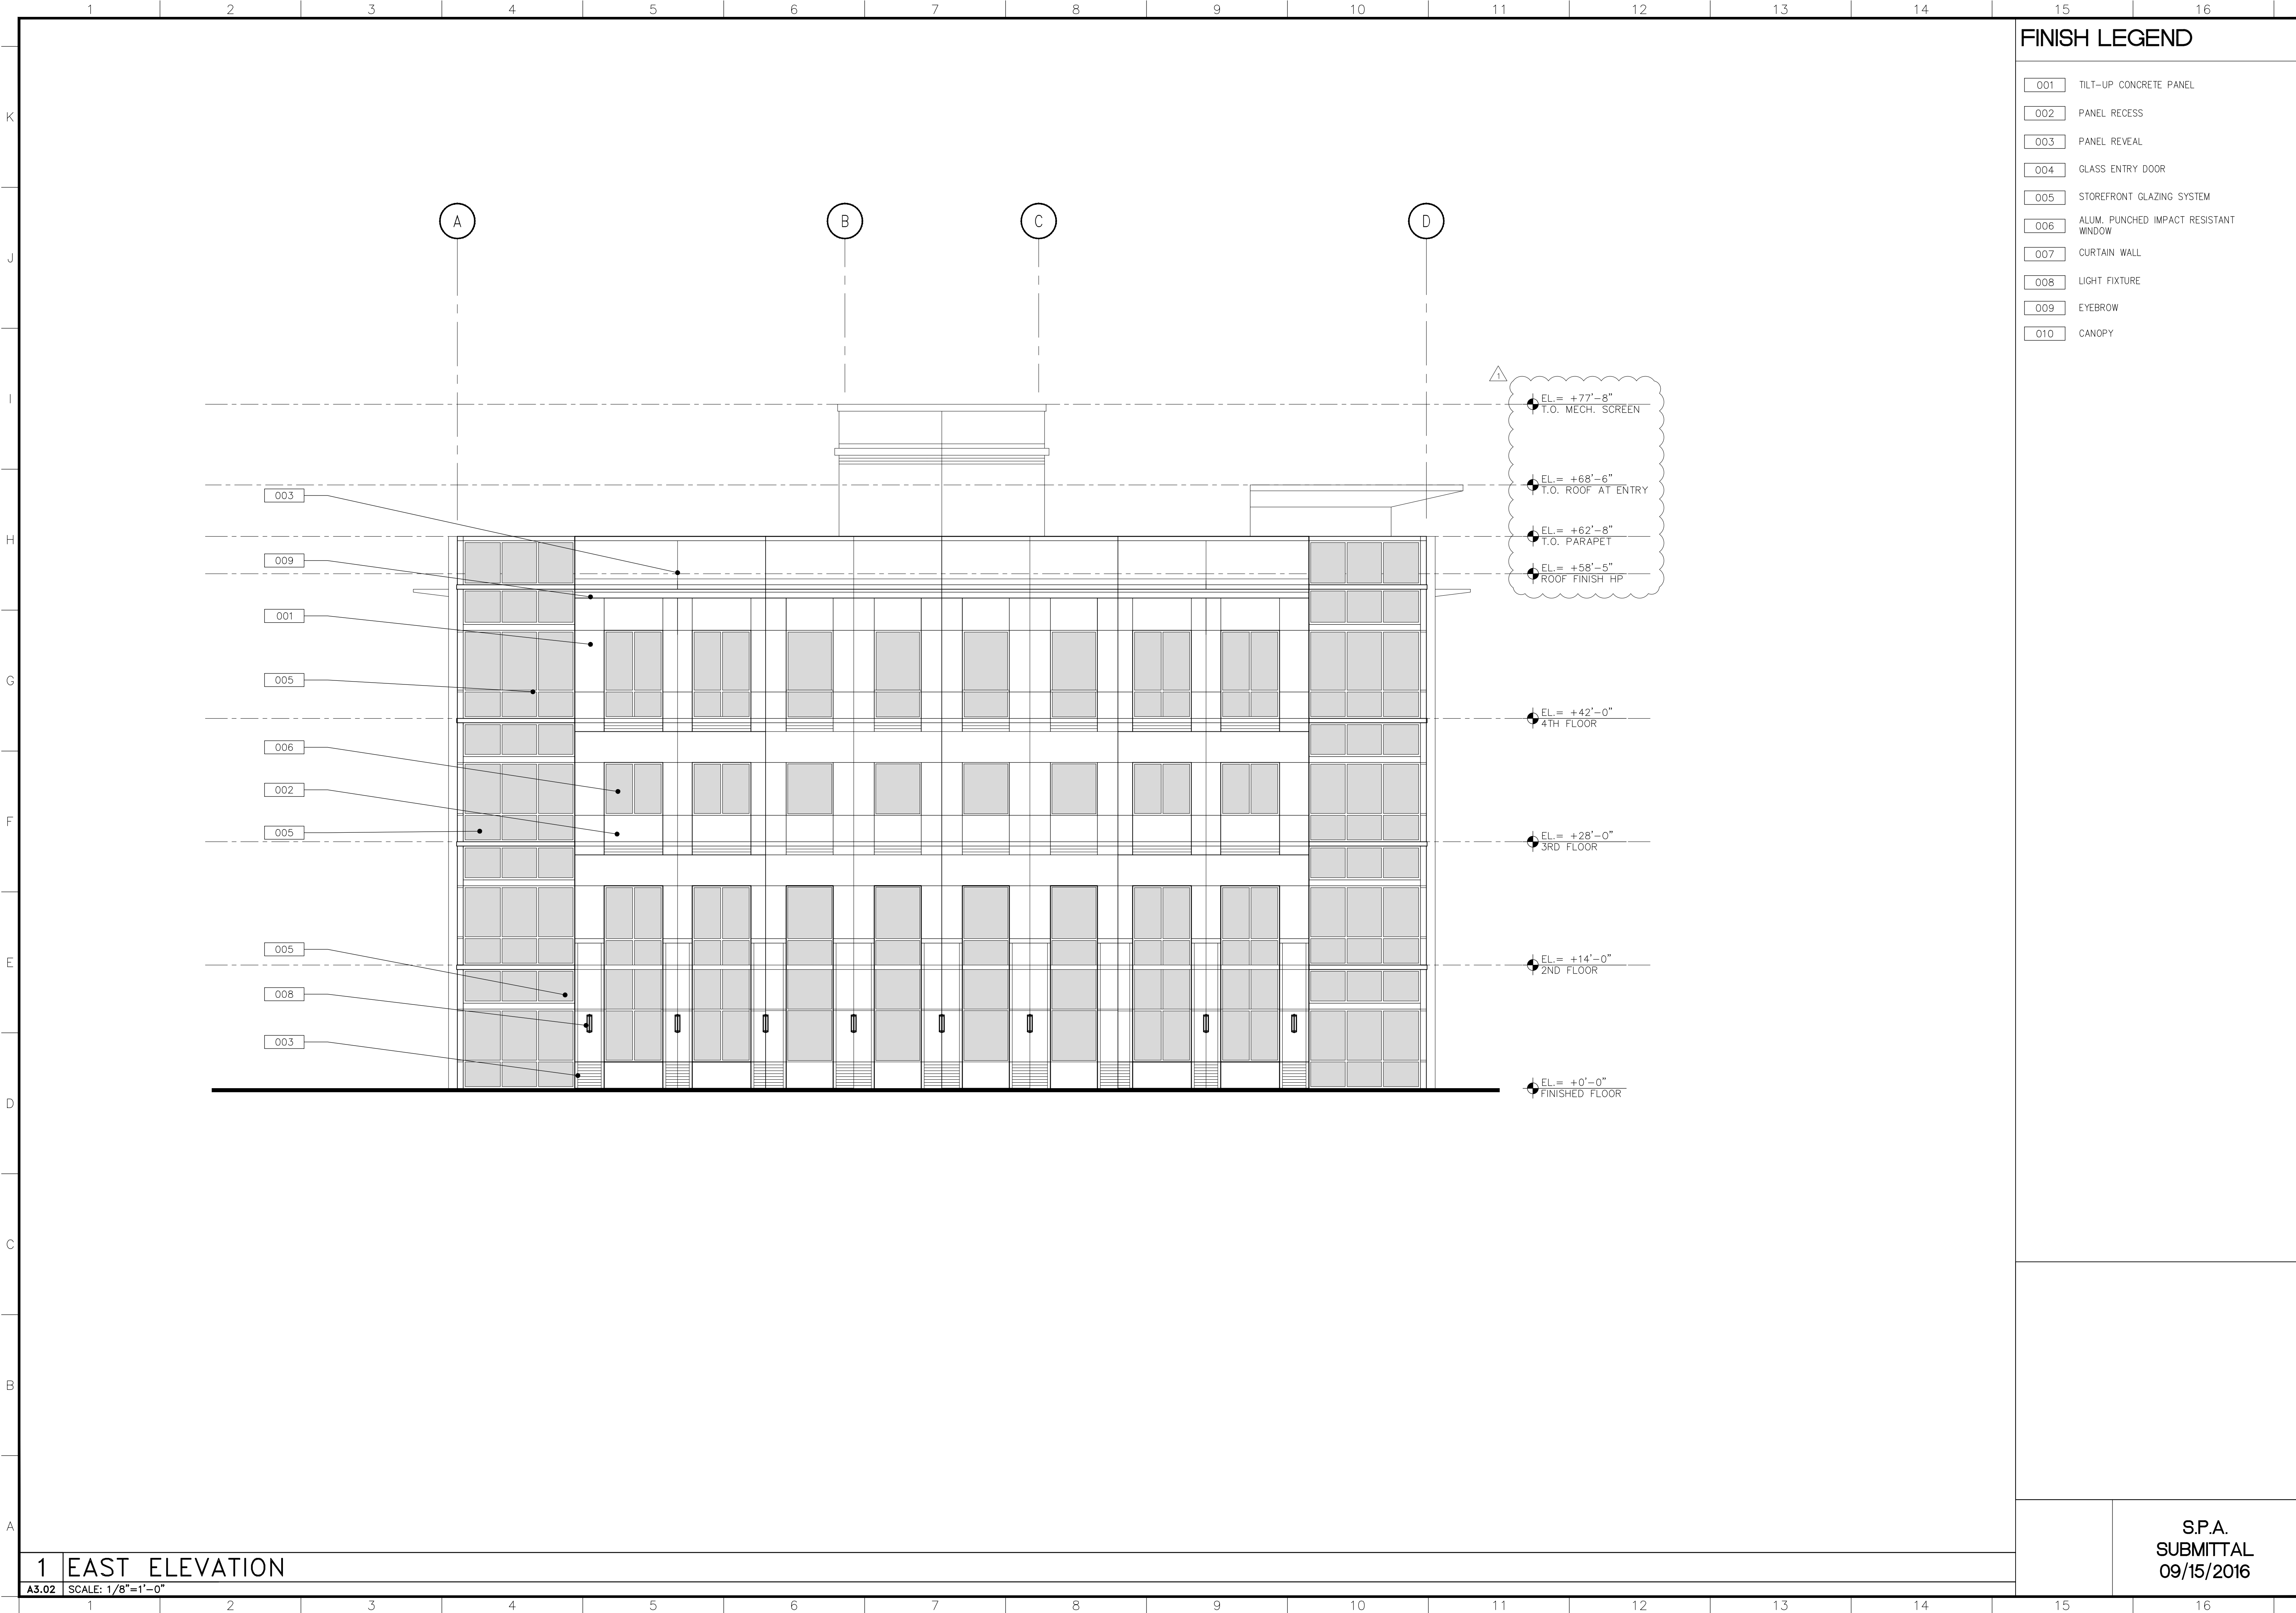 1 2 3 4 5 6 7 8 9 10 11 12 13 14 15 16
K
J
I
H
G
F
E
D
C
B
A
FINISH LEGEND
001 TILT-UP CONCRETE PANEL
002 PANEL RECESS
003 PANEL REVEAL
004 GLASS ENTRY DOOR
005 STOREFRONT GLAZING SYSTEM
006 ALUM. PUNCHED IMPACT RESISTANT
WINDOW
007 CURTAIN WALL
008 LIGHT FIXTURE
009 EYEBROW
010 CANOPY
A B C D
1
EL.= +77'-8"
T.O. MECH. SCREEN
EL.= +68'-6"
T.O. ROOF AT ENTRY
EL.= +62'-8"
T.O. PARAPET
EL.= +58'-5"
ROOF FINISH HP
EL.= +42'-0"
4TH FLOOR
EL.= +28'-0"
3RD FLOOR
EL.= +14'-0"
2ND FLOOR
EL.= +0'-0"
FINISHED FLOOR
003
009
001
005
006
002
005
005
008
003
1 EAST ELEVATION
A3.02 SCALE: 1/8"=1'-0"
S.P.A.
SUBMITTAL
09/15/2016
1 2 3 4 5 6 7 8 9 10 11 12 13 14 15 16